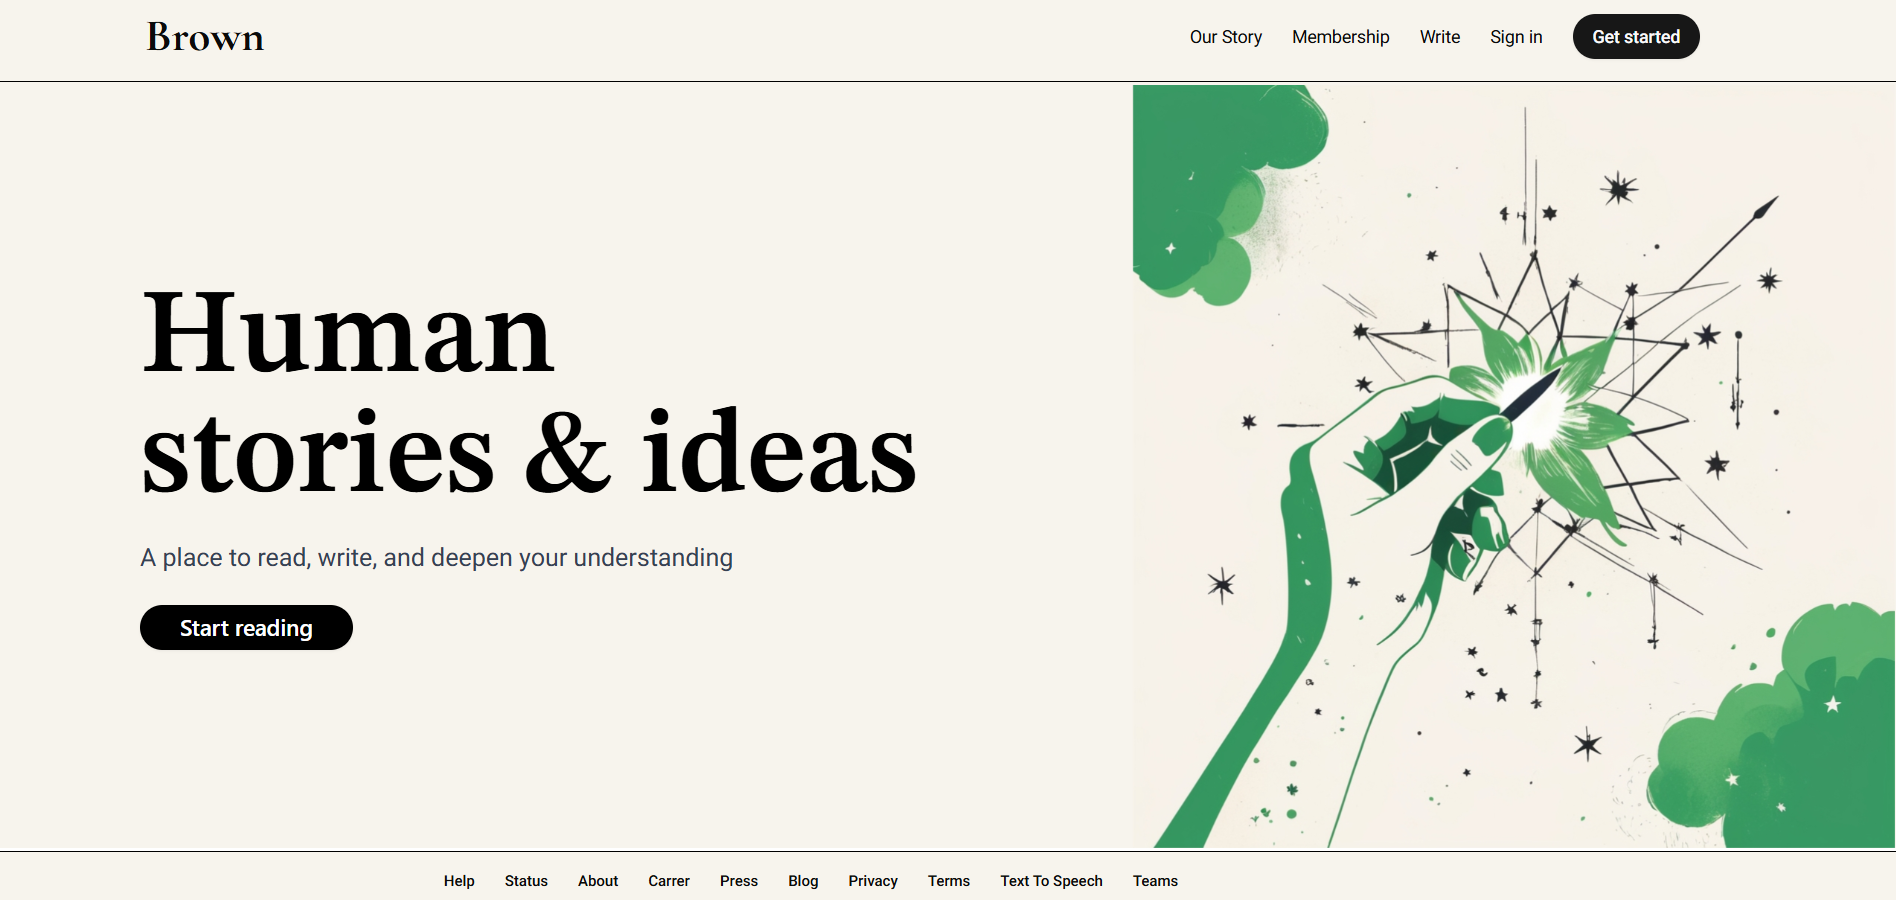 Brown
Our Story Membership Write Sign in Get started
Human
stories & ideas
A place to read, write, and deepen your understanding
Start reading
Help Status About Carrer Press Blog Privacy Terms Text To Speech Teams